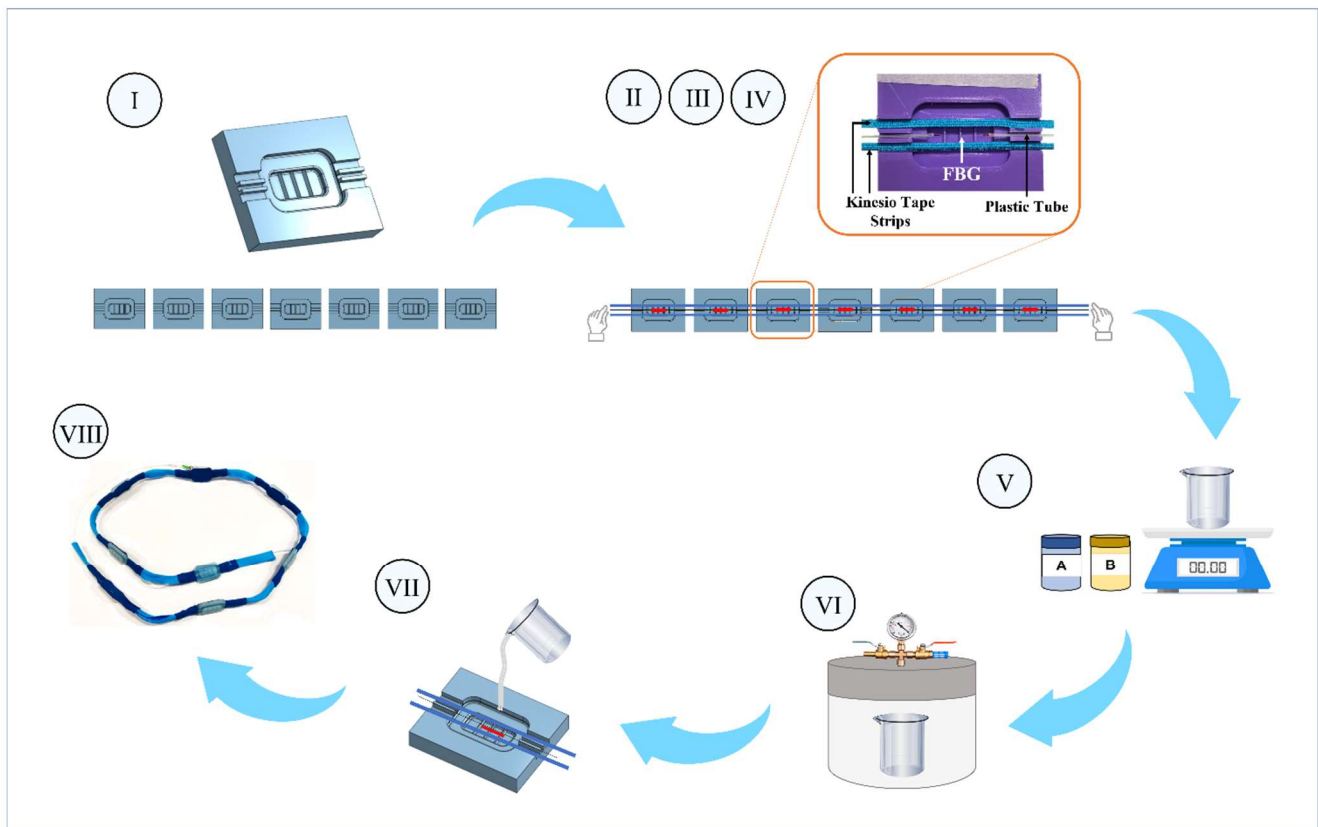 I
II
III
IV
FBG
Kinesio Tape
Strips
Plastic Tube
V
A
B
00.00
VI
VII
VIII